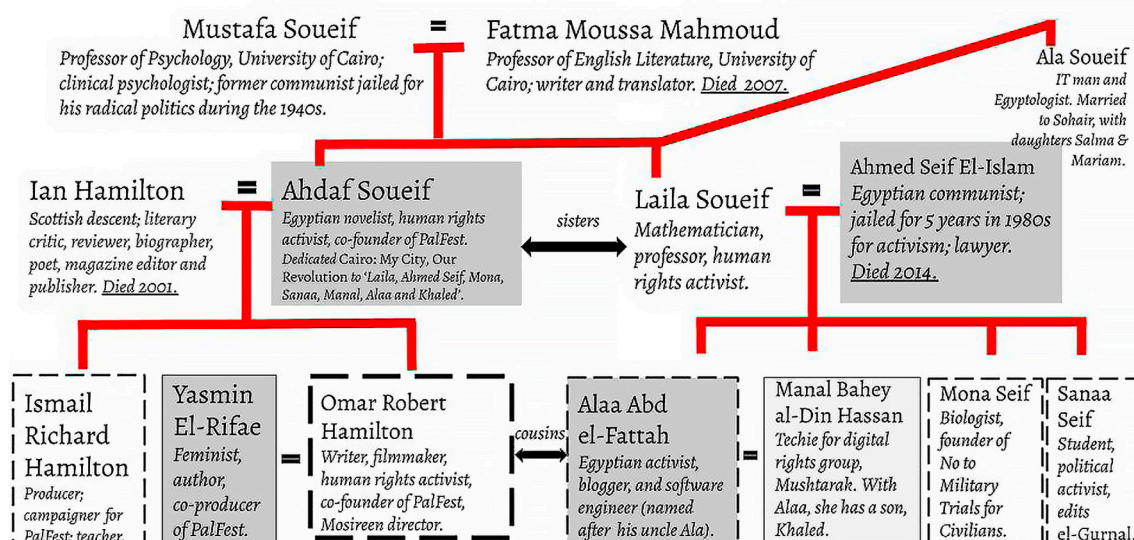 Mustafa Soueif
=
Fatma Moussa Mahmoud
Professor of Psychology, University of Cairo;
clinical psychologist; former communist jailed for
his radical politics during the 1940s.
Professor of English Literature, University of
Cairo; writer and translator. Died 2007.
Ala Soueif
IT man and
Egyptologist. Married
to Sohair, with
daughters Salma &
Mariam.
Ian Hamilton
Scottish descent; literary
critic, reviewer, biographer,
poet, magazine editor and
publisher. Died 2001.
=
Ahdaf Soueif
Egyptian novelist, human rights
activist, co-founder of PalFest.
Dedicated Cairo: My City, Our
Revolution to ‘Laila, Ahmed Seif, Mona,
Sanaa, Manal, Alaa and Khaled’.
sisters
Laila Soueif
Mathematician,
professor, human
rights activist.
=
Ahmed Seif El-Islam
Egyptian communist;
jailed for 5 years in 1980s
for activism; lawyer.
Died 2014.
Ismail
Richard
Hamilton
Producer;
campaigner for
PalFest; teacher.
Yasmin
El-Rifae
Feminist,
author,
co-producer
of PalFest.
=
Omar Robert
Hamilton
Writer, filmmaker,
human rights activist,
co-founder of PalFest,
Mosireen director.
cousins
Alaa Abd
el-Fattah
Egyptian activist,
blogger, and software
engineer (named
after his uncle Ala).
=
Manal Bahey
al-Din Hassan
Techie for digital
rights group,
Mushtarak. With
Alaa, she has a son,
Khaled.
Mona Seif
Biologist,
founder of
No to
Military
Trials for
Civilians.
Sanaa
Seif
Student,
political
activist,
edits
el-Gurnal.